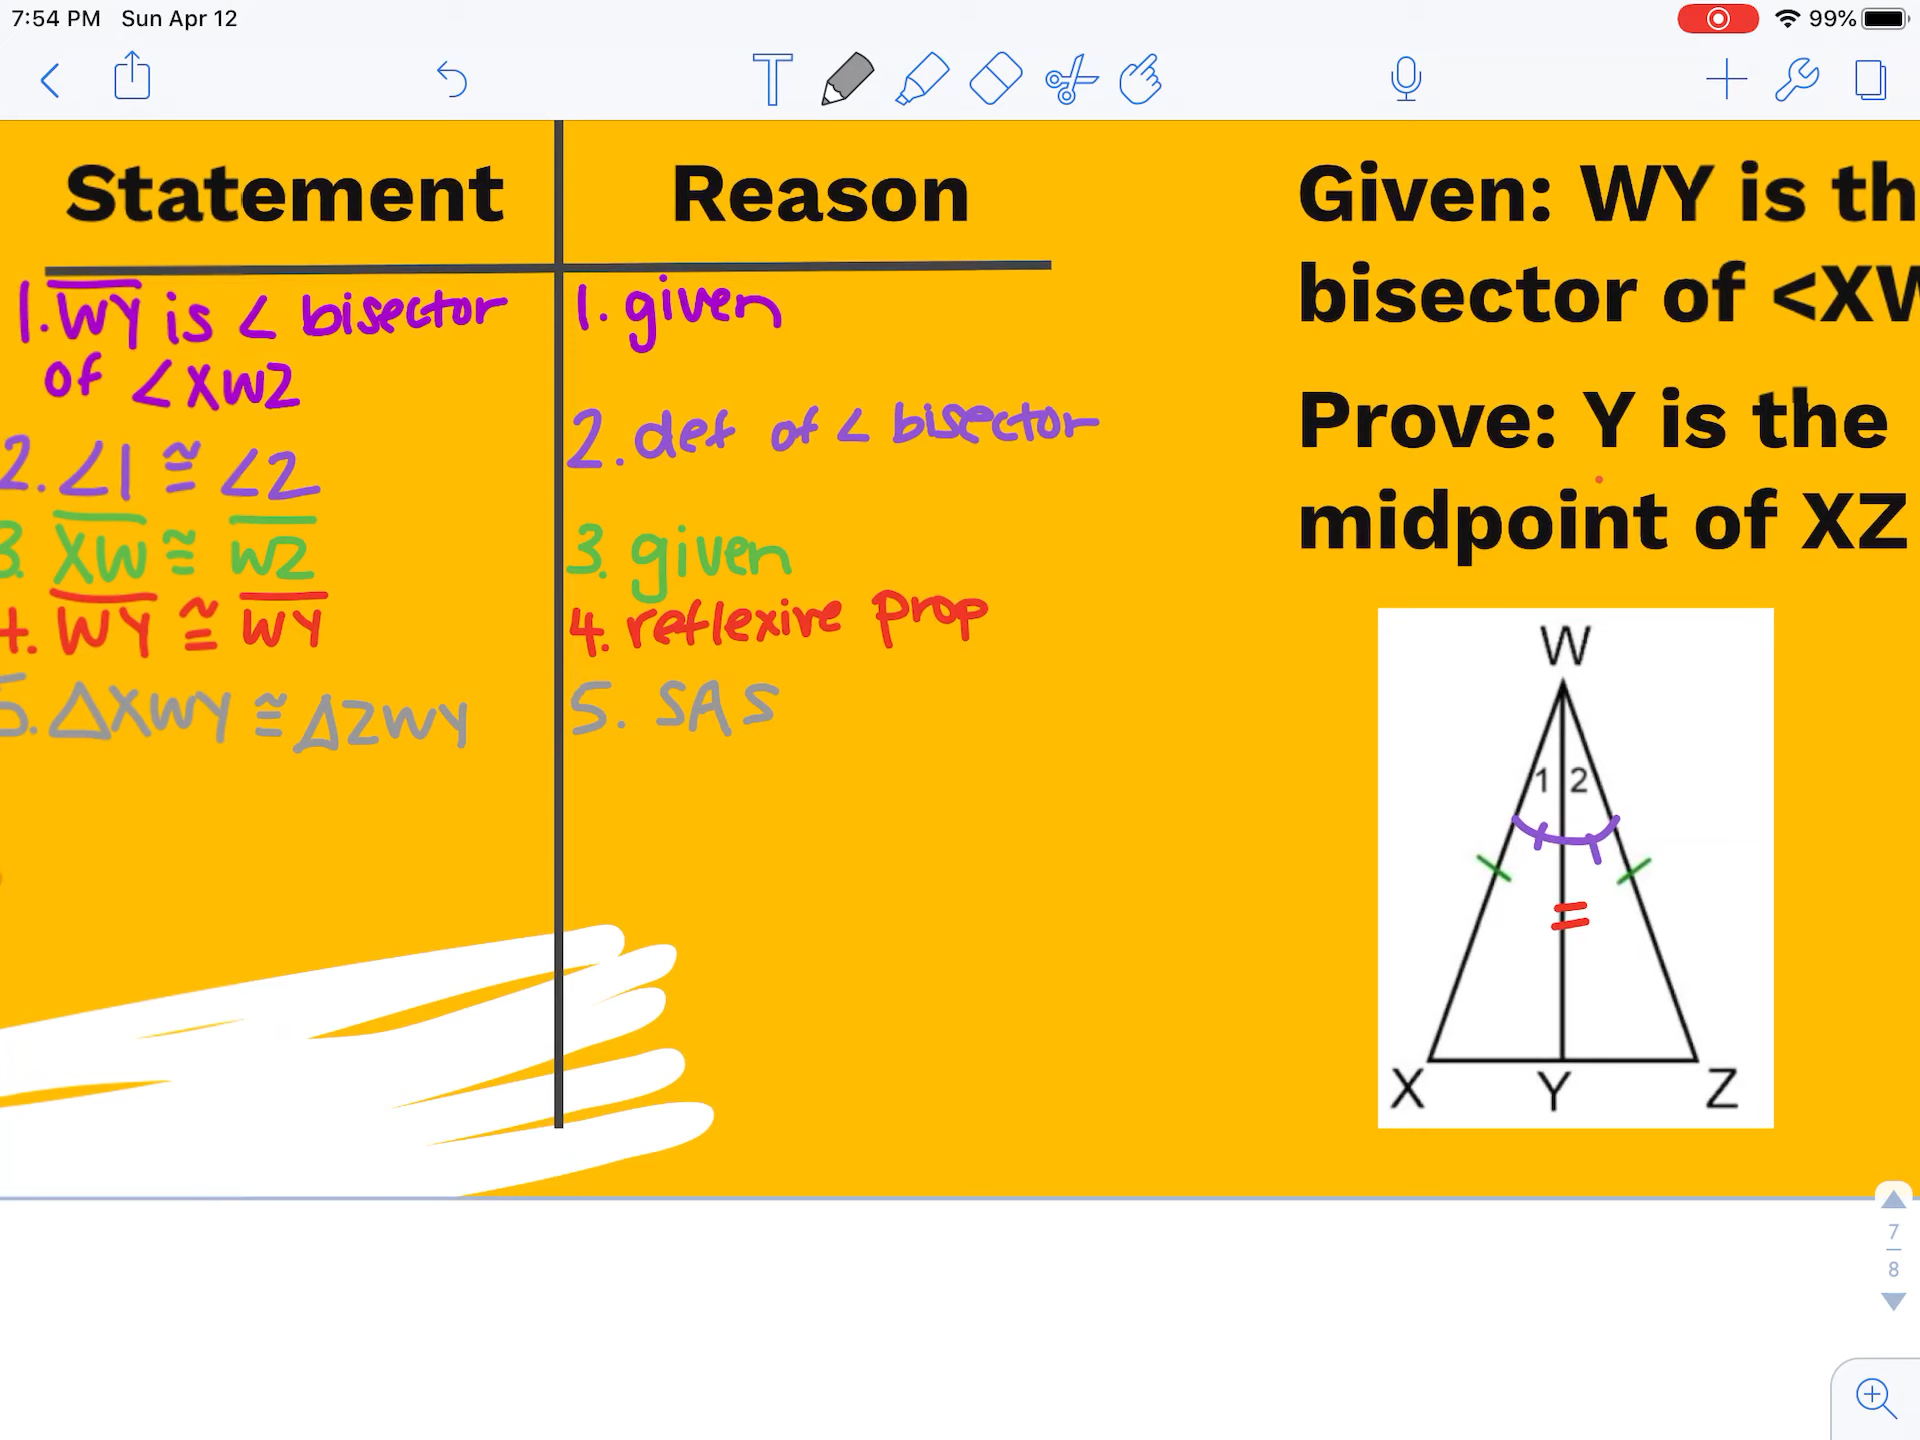 7:54 PM Sun Apr 12
99%
Statement
Reason
1. WY is ∠ bisector
of ∠XWZ
1. given
2. ∠1 ≅ ∠2
2. def of ∠ bisector
3. XW ≅ WZ
3. given
4. WY ≅ WY
4. reflexive prop
5. △XWY ≅ △ZWY
5. SAS
Given: WY is th
bisector of <XW
Prove: Y is the
midpoint of XZ
W
1 2
X Y Z
7
8